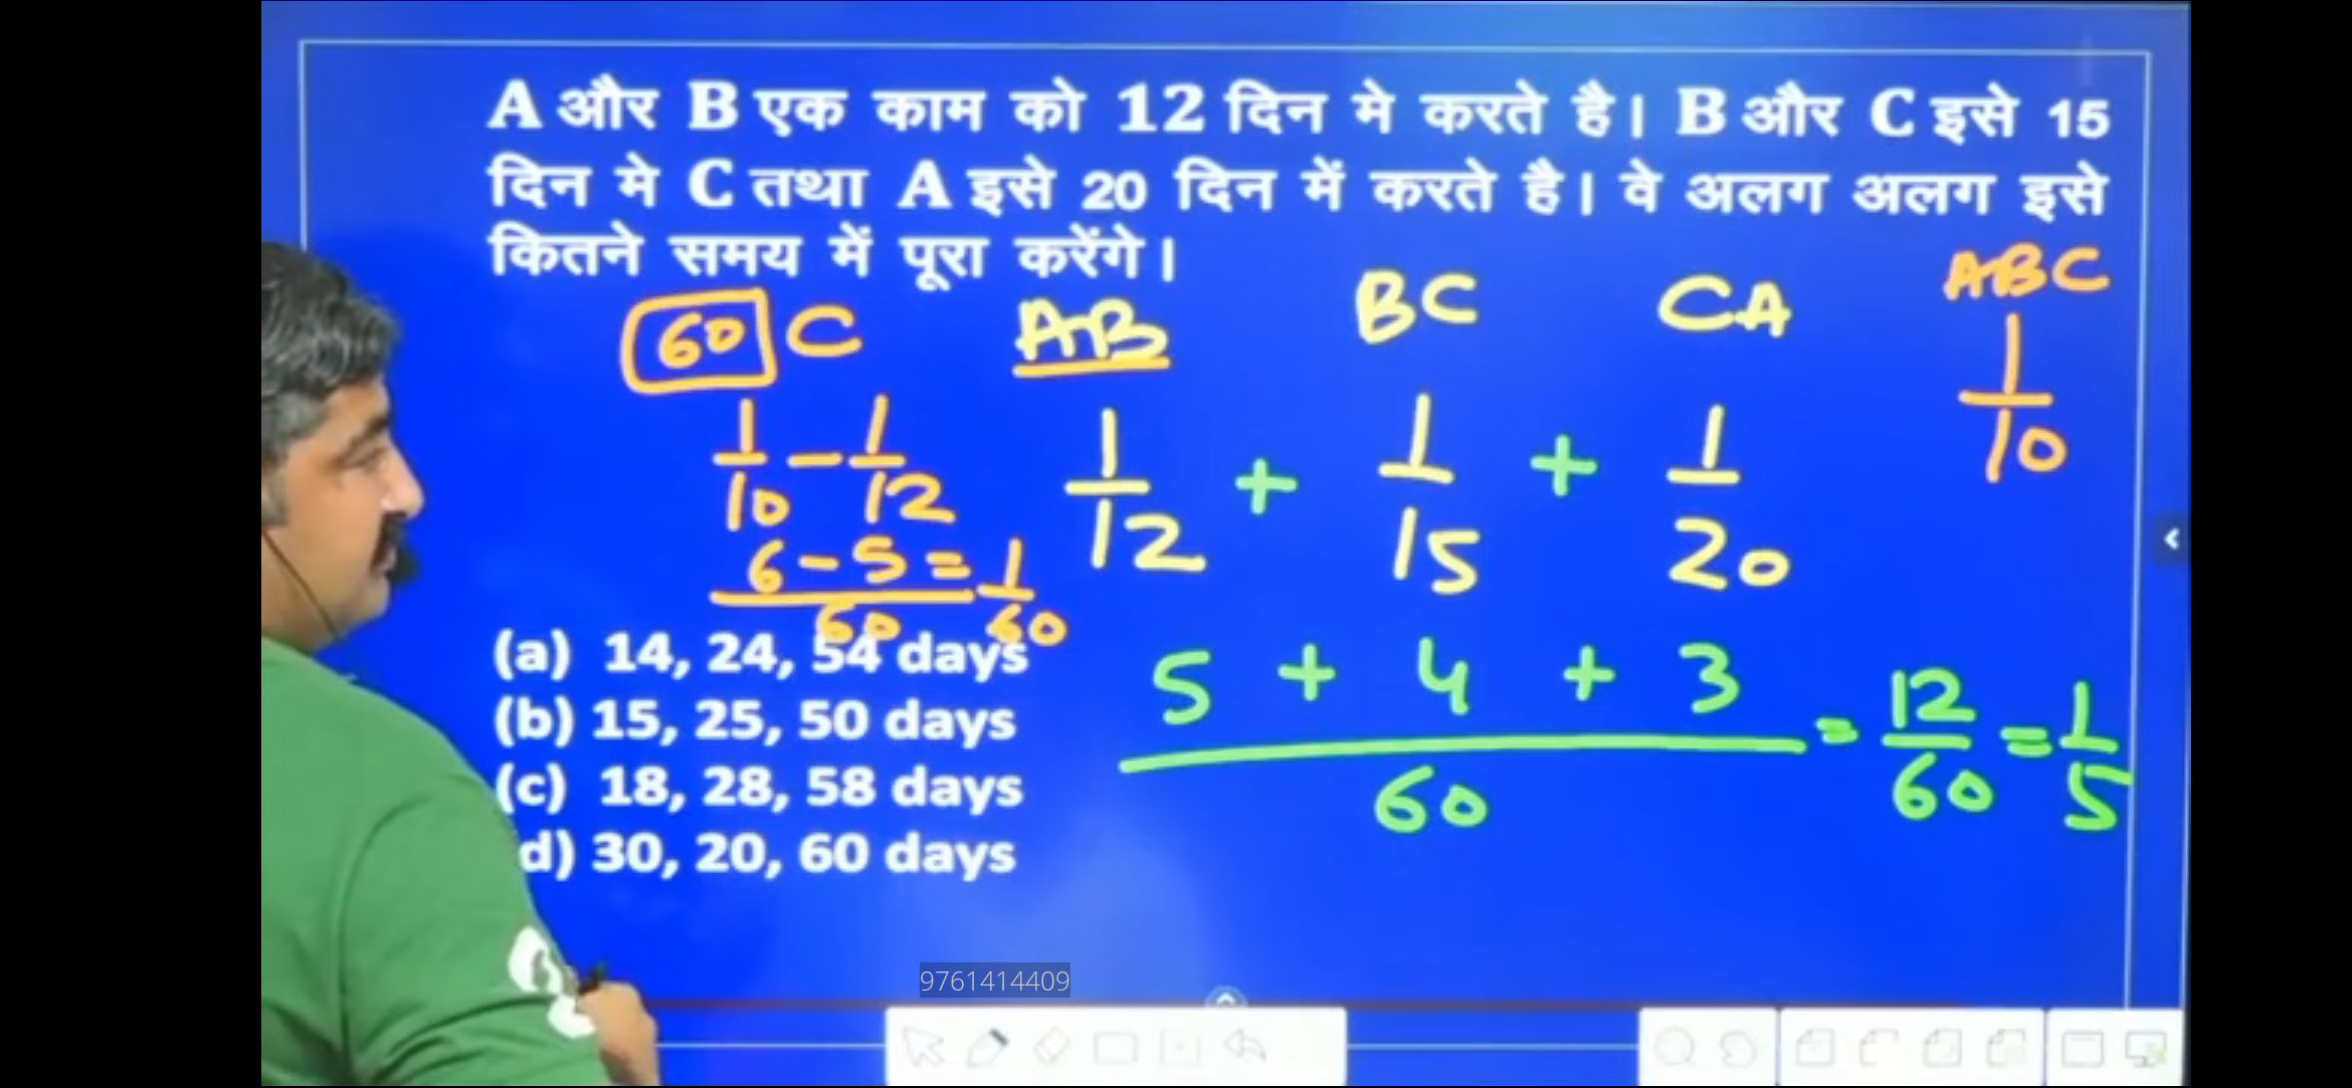 A और B एक काम को 12 दिन मे करते है। B और C इसे 15
दिन मे C तथा A इसे 20 दिन में करते है। वे अलग अलग इसे
कितने समय में पूरा करेंगे।
60 C AB BC CA ABC
1/10 - 1/12 1/12 + 1/15 + 1/20 1/10
6-5/60 = 1/60
5 + 4 + 3/60 = 12/60 = 1/5
(a) 14, 24, 54 days
(b) 15, 25, 50 days
(c) 18, 28, 58 days
d) 30, 20, 60 days
9761414409